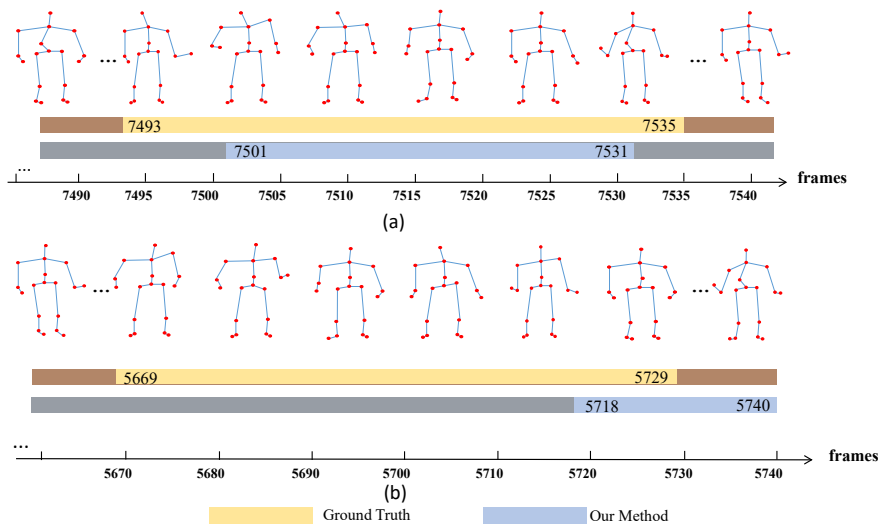 ... ...
7493 7535
7501 7531
...
frames
7490 7495 7500 7505 7510 7515 7520 7525 7530 7535 7540
(a)
... ...
5669 5729
5718 5740
...
frames
5670 5680 5690 5700 5710 5720 5730 5740
(b)
Ground Truth Our Method